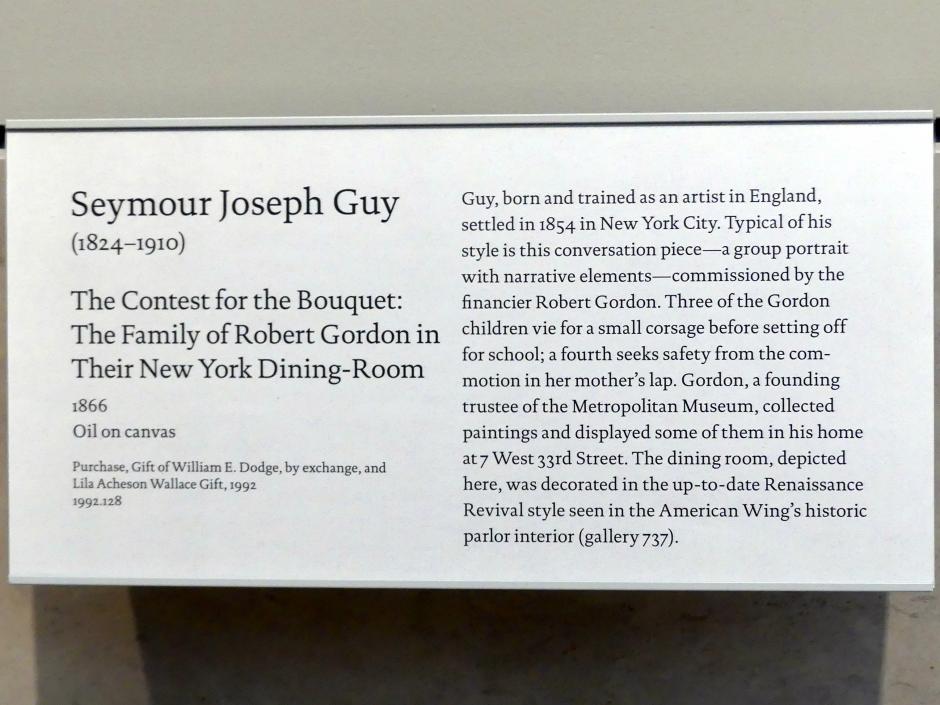 Seymour Joseph Guy
(1824–1910)
The Contest for the Bouquet:
The Family of Robert Gordon in
Their New York Dining-Room
1866
Oil on canvas
Purchase, Gift of William E. Dodge, by exchange, and
Lila Acheson Wallace Gift, 1992
1992.128
Guy, born and trained as an artist in England,
settled in 1854 in New York City. Typical of his
style is this conversation piece—a group portrait
with narrative elements—commissioned by the
financier Robert Gordon. Three of the Gordon
children vie for a small corsage before setting off
for school; a fourth seeks safety from the com-
motion in her mother's lap. Gordon, a founding
trustee of the Metropolitan Museum, collected
paintings and displayed some of them in his home
at 7 West 33rd Street. The dining room, depicted
here, was decorated in the up-to-date Renaissance
Revival style seen in the American Wing's historic
parlor interior (gallery 737).